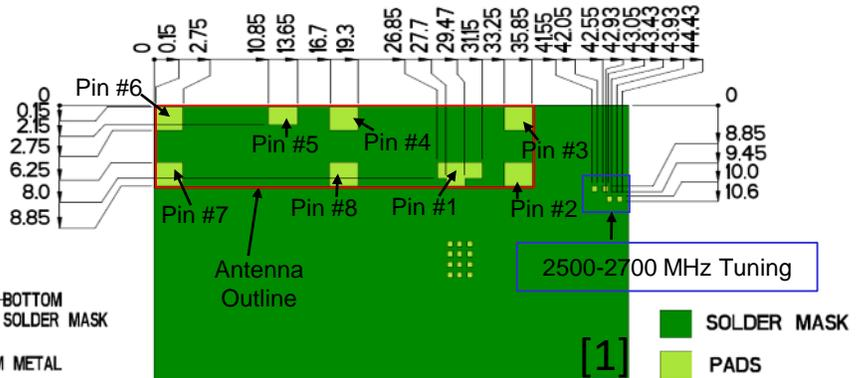 0
0.15
2.75
10.85
13.65
16.7
19.3
26.85
27.7
29.47
31.15
33.25
35.85
41.55
42.05
42.55
42.93
43.05
43.43
43.93
44.43
Pin #6
0
0.15
2.15
2.75
6.25
8.0
8.85
Pin #5
Pin #4
Pin #3
0
8.85
9.45
10.0
10.6
Pin #7
Pin #8
Pin #1
Pin #2
Antenna
Outline
2500-2700 MHz Tuning
BOTTOM
SOLDER MASK
METAL
[1]
SOLDER MASK
PADS